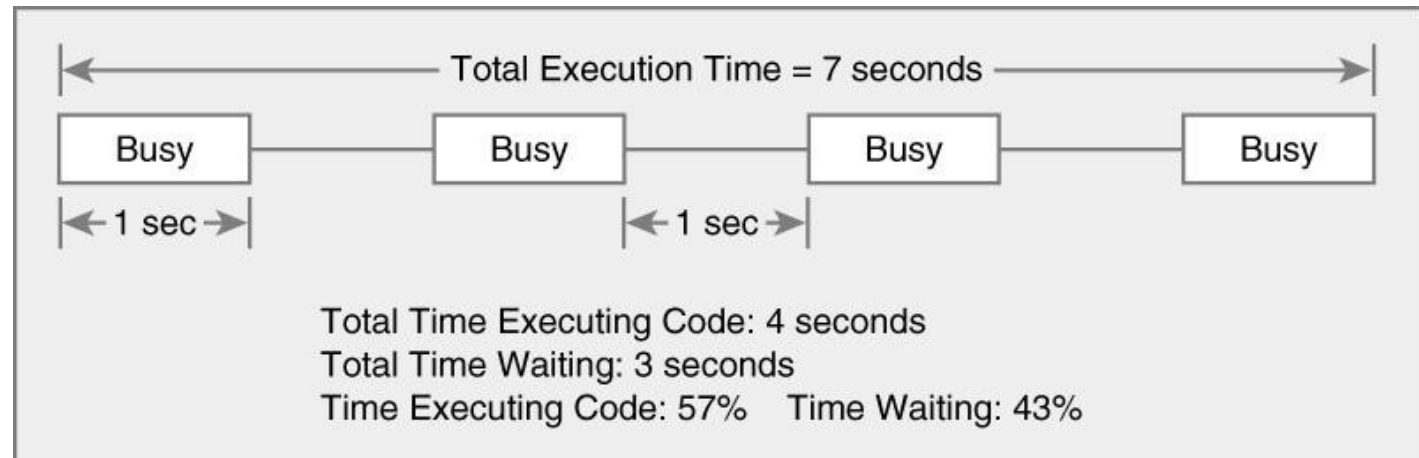 Total Execution Time = 7 seconds
Busy Busy Busy Busy
1 sec 1 sec
Total Time Executing Code: 4 seconds
Total Time Waiting: 3 seconds
Time Executing Code: 57% Time Waiting: 43%